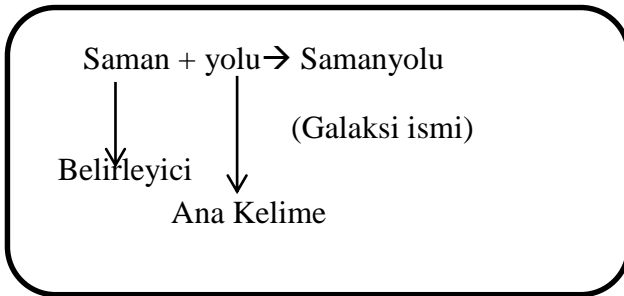 Saman + yolu→ Samanyolu
(Galaksi ismi)
Belirleyici
Ana Kelime